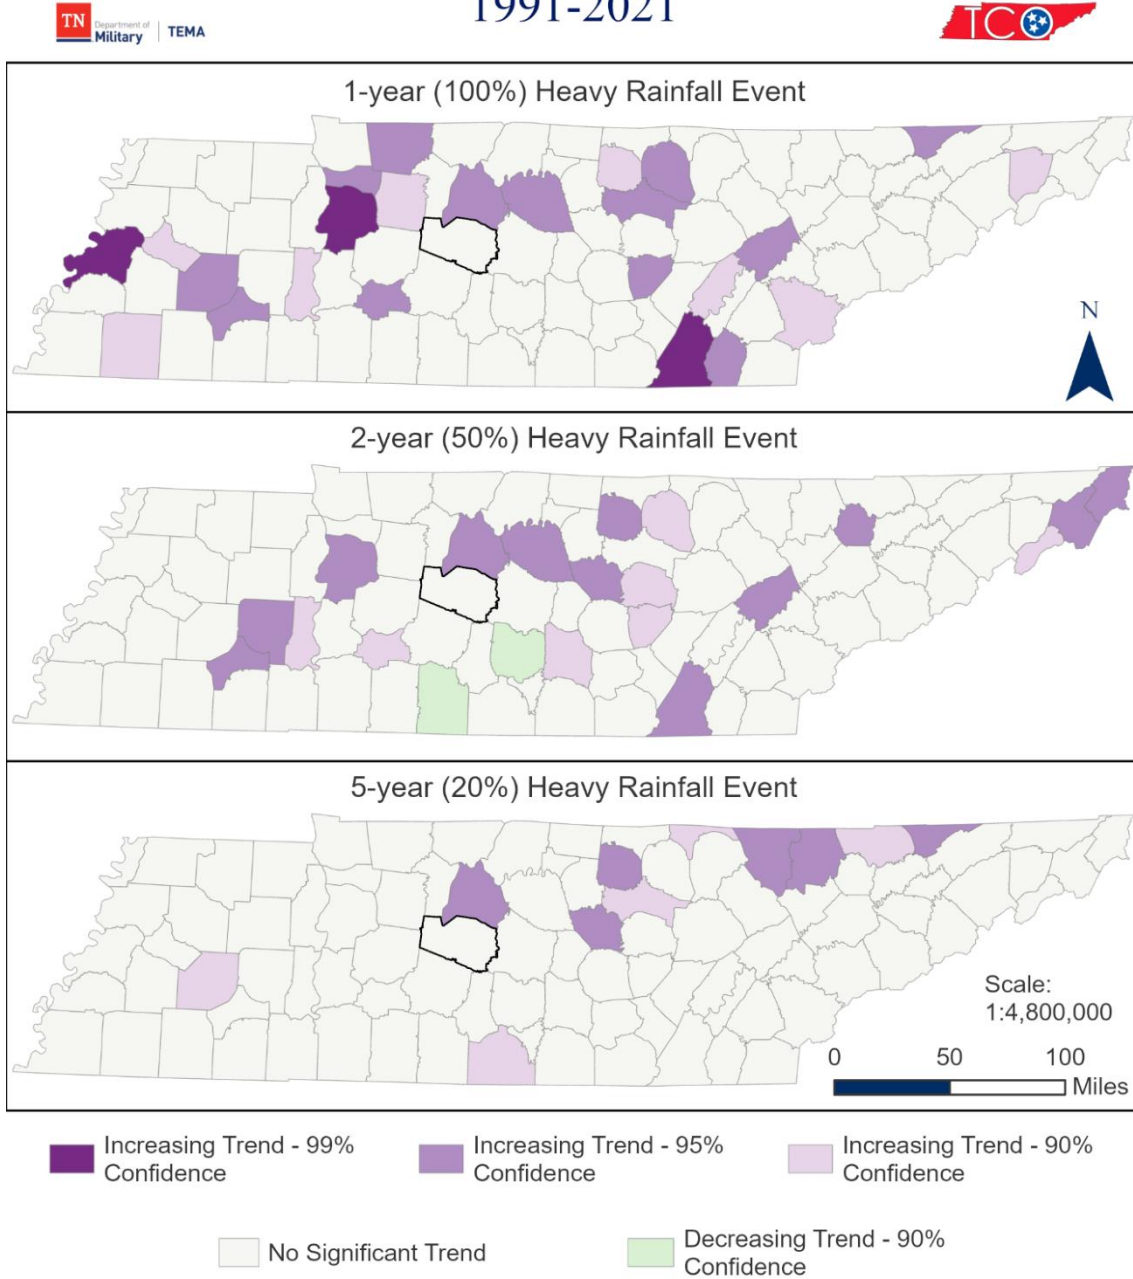 1991-2021
TN
Department of
Military
TEMA
TC
1-year (100%) Heavy Rainfall Event
N
2-year (50%) Heavy Rainfall Event
5-year (20%) Heavy Rainfall Event
Scale:
1:4,800,000
0 50 100
Miles
Increasing Trend - 99%
Confidence
Increasing Trend - 95%
Confidence
Increasing Trend - 90%
Confidence
No Significant Trend
Decreasing Trend - 90%
Confidence